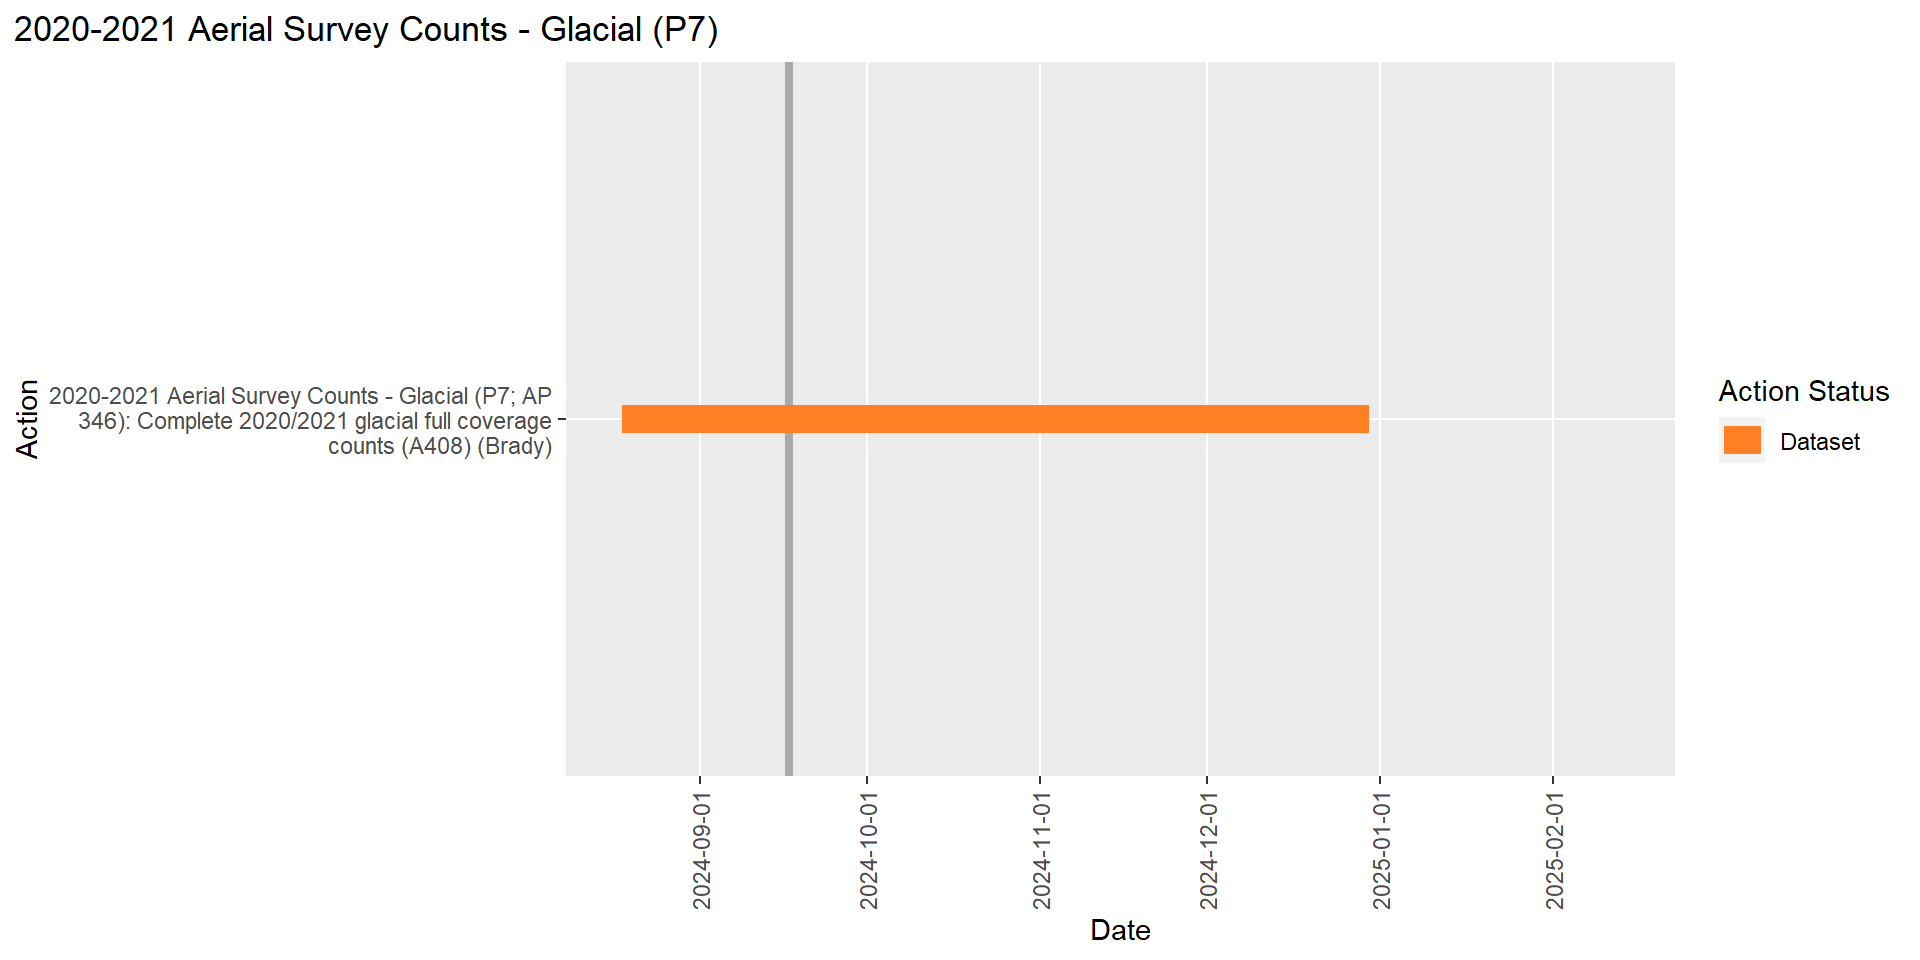 2020-2021 Aerial Survey Counts - Glacial (P7)
Action
2020-2021 Aerial Survey Counts - Glacial (P7; AP
346): Complete 2020/2021 glacial full coverage
counts (A408) (Brady)
2024-09-01
2024-10-01
2024-11-01
2024-12-01
2025-01-01
2025-02-01
Date
Action Status
Dataset